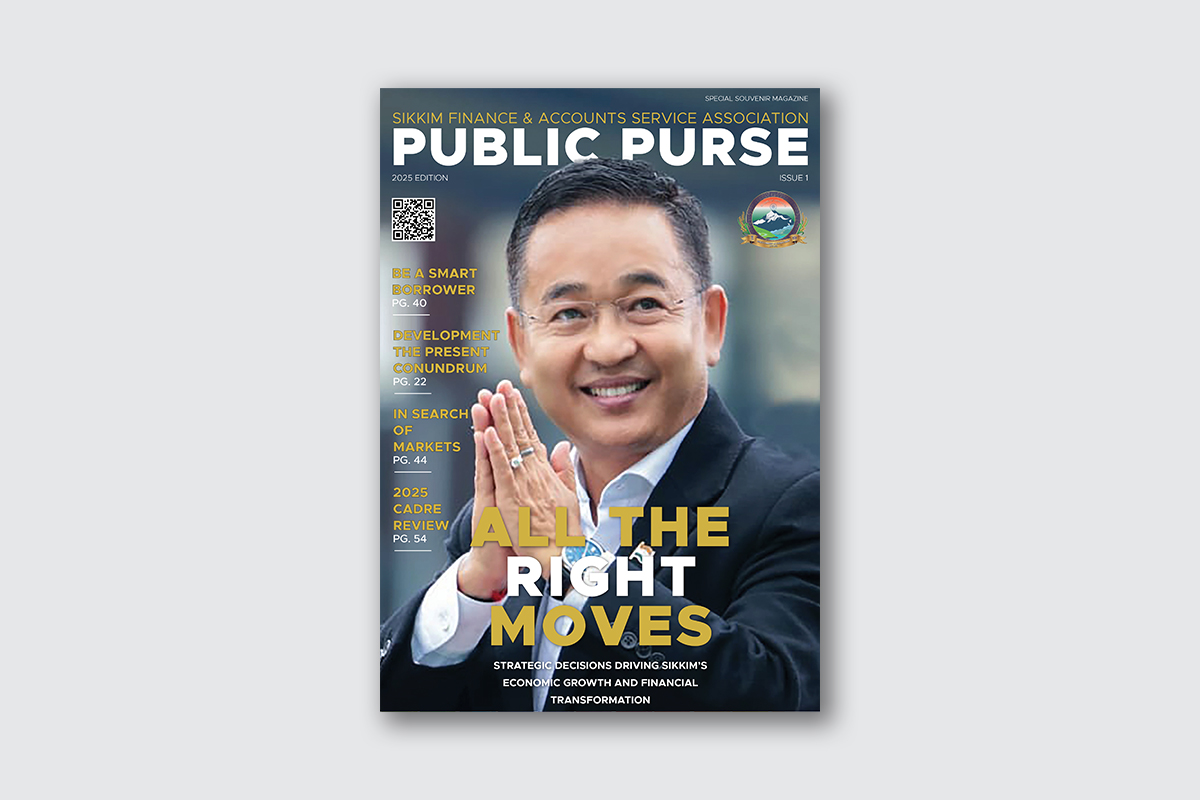 SPECIAL SOUVENIR MAGAZINE
SIKKIM FINANCE & ACCOUNTS SERVICE ASSOCIATION
PUBLIC PURSE
2025 EDITION
ISSUE 1
BE A SMART
BORROWER
PG. 40
DEVELOPMENT
THE PRESENT
CONUNDRUM
PG. 22
IN SEARCH
OF
MARKETS
PG. 44
2025
CADRE
REVIEW
PG. 54
ALL THE
RIGHT
MOVES
STRATEGIC DECISIONS DRIVING SIKKIM'S
ECONOMIC GROWTH AND FINANCIAL
TRANSFORMATION